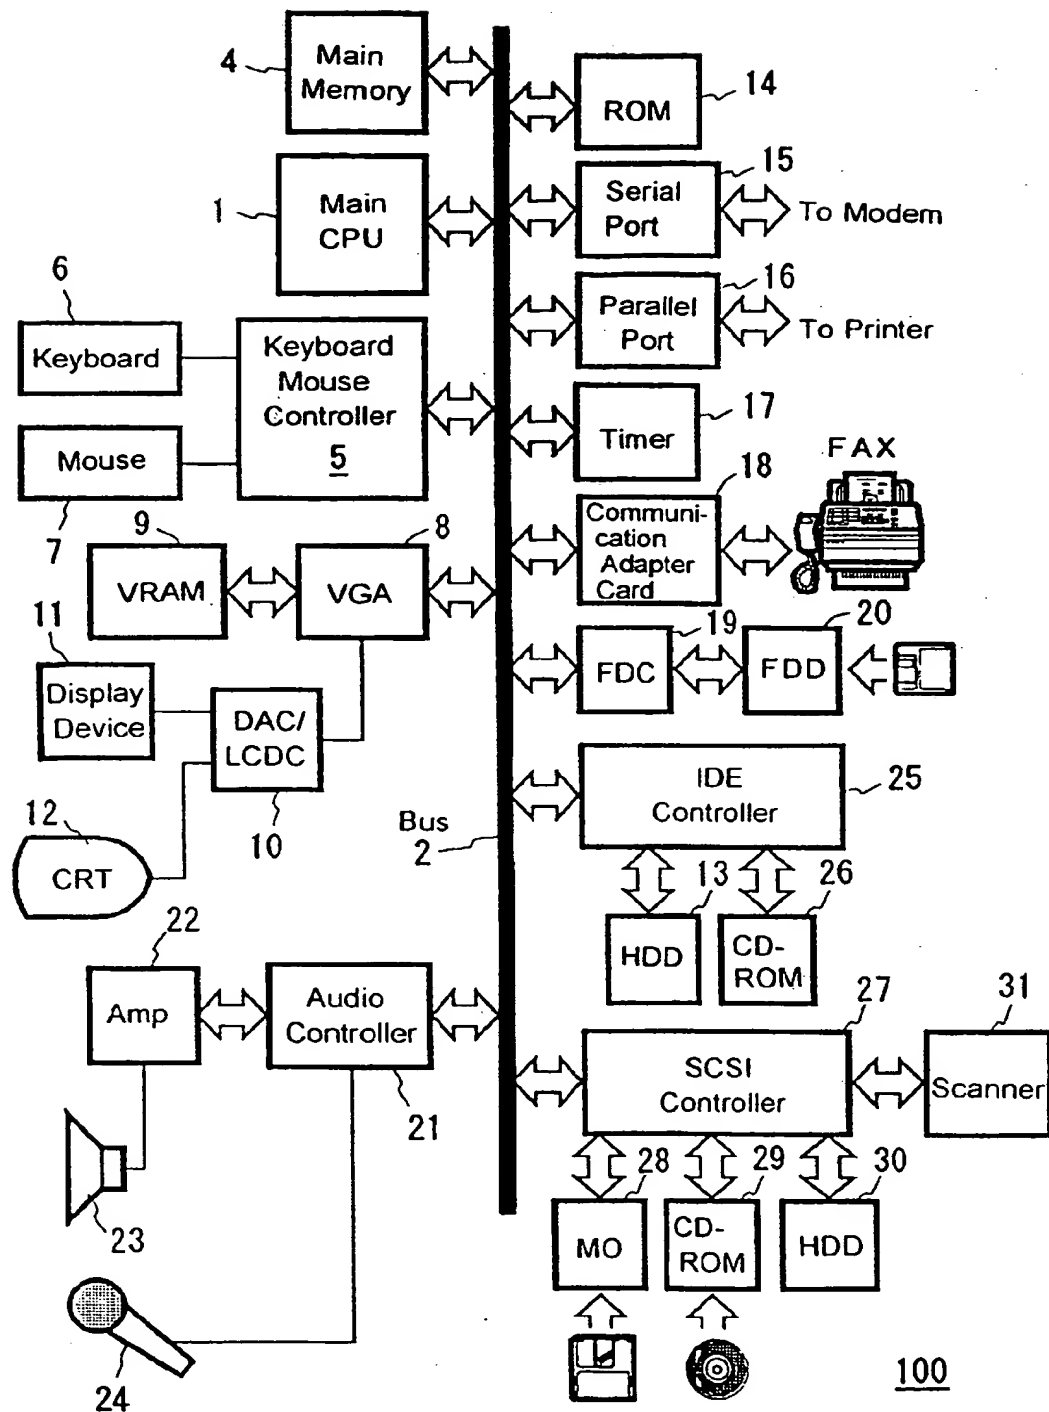 4
Main
Memory
ROM
14
1
Main
CPU
15
Serial
Port
To Modem
16
Parallel
Port
To Printer
6
Keyboard
Keyboard
Mouse
Controller
5
Mouse
7
17
Timer
FAX
18
Communi-
cation
Adapter
Card
9
VRAM
8
VGA
19
FDC
20
FDD
11
Display
Device
DAC/
LCDC
10
12
CRT
Bus
2
IDE
Controller
25
13
HDD
26
CD-
ROM
22
Amp
Audio
Controller
21
23
24
27
SCSI
Controller
31
Scanner
28
MO
29
CD-
ROM
30
HDD
100